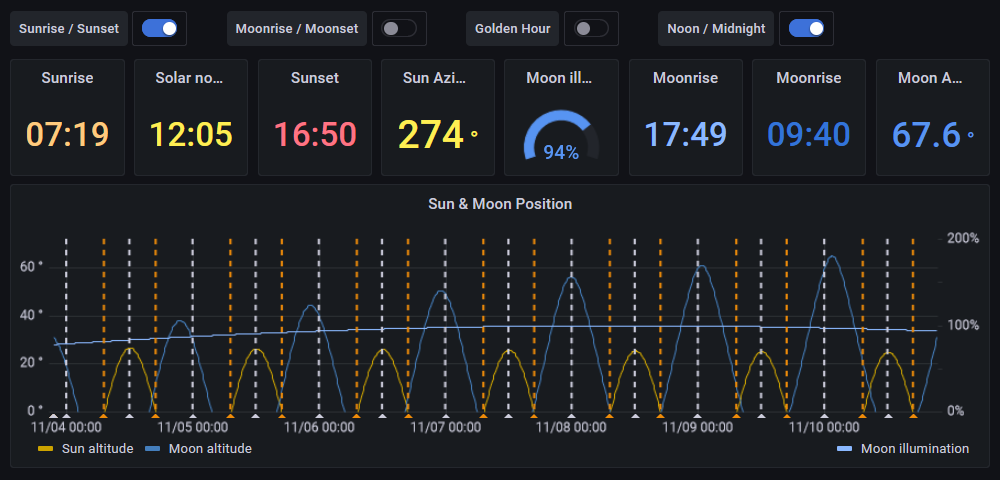 Sunrise / Sunset
Moonrise / Moonset
Golden Hour
Noon / Midnight
Sunrise
Solar no…
Sunset
Sun Azi…
Moon ill…
Moonrise
Moonrise
Moon A…
07:19
12:05
16:50
274 °
94%
17:49
09:40
67.6 °
Sun & Moon Position
200%
60 °
40 °
100%
20 °
0 °
0%
11/04 00:00
11/05 00:00
11/06 00:00
11/07 00:00
11/08 00:00
11/09 00:00
11/10 00:00
Sun altitude
Moon altitude
Moon illumination